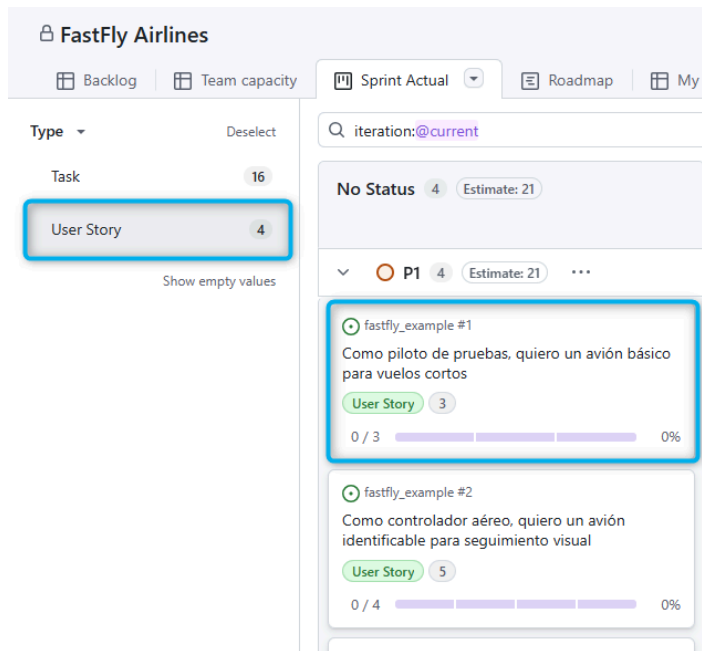 FastFly Airlines
Backlog
Team capacity
Sprint Actual
Roadmap
My
Type
Deselect
Task 16
User Story 4
Show empty values
iteration:@current
No Status 4 Estimate: 21
P1 4 Estimate: 21 ...
fastfly_example #1
Como piloto de pruebas, quiero un avión básico
para vuelos cortos
User Story 3
0 / 3 0%
fastfly_example #2
Como controlador aéreo, quiero un avión
identificable para seguimiento visual
User Story 5
0 / 4 0%